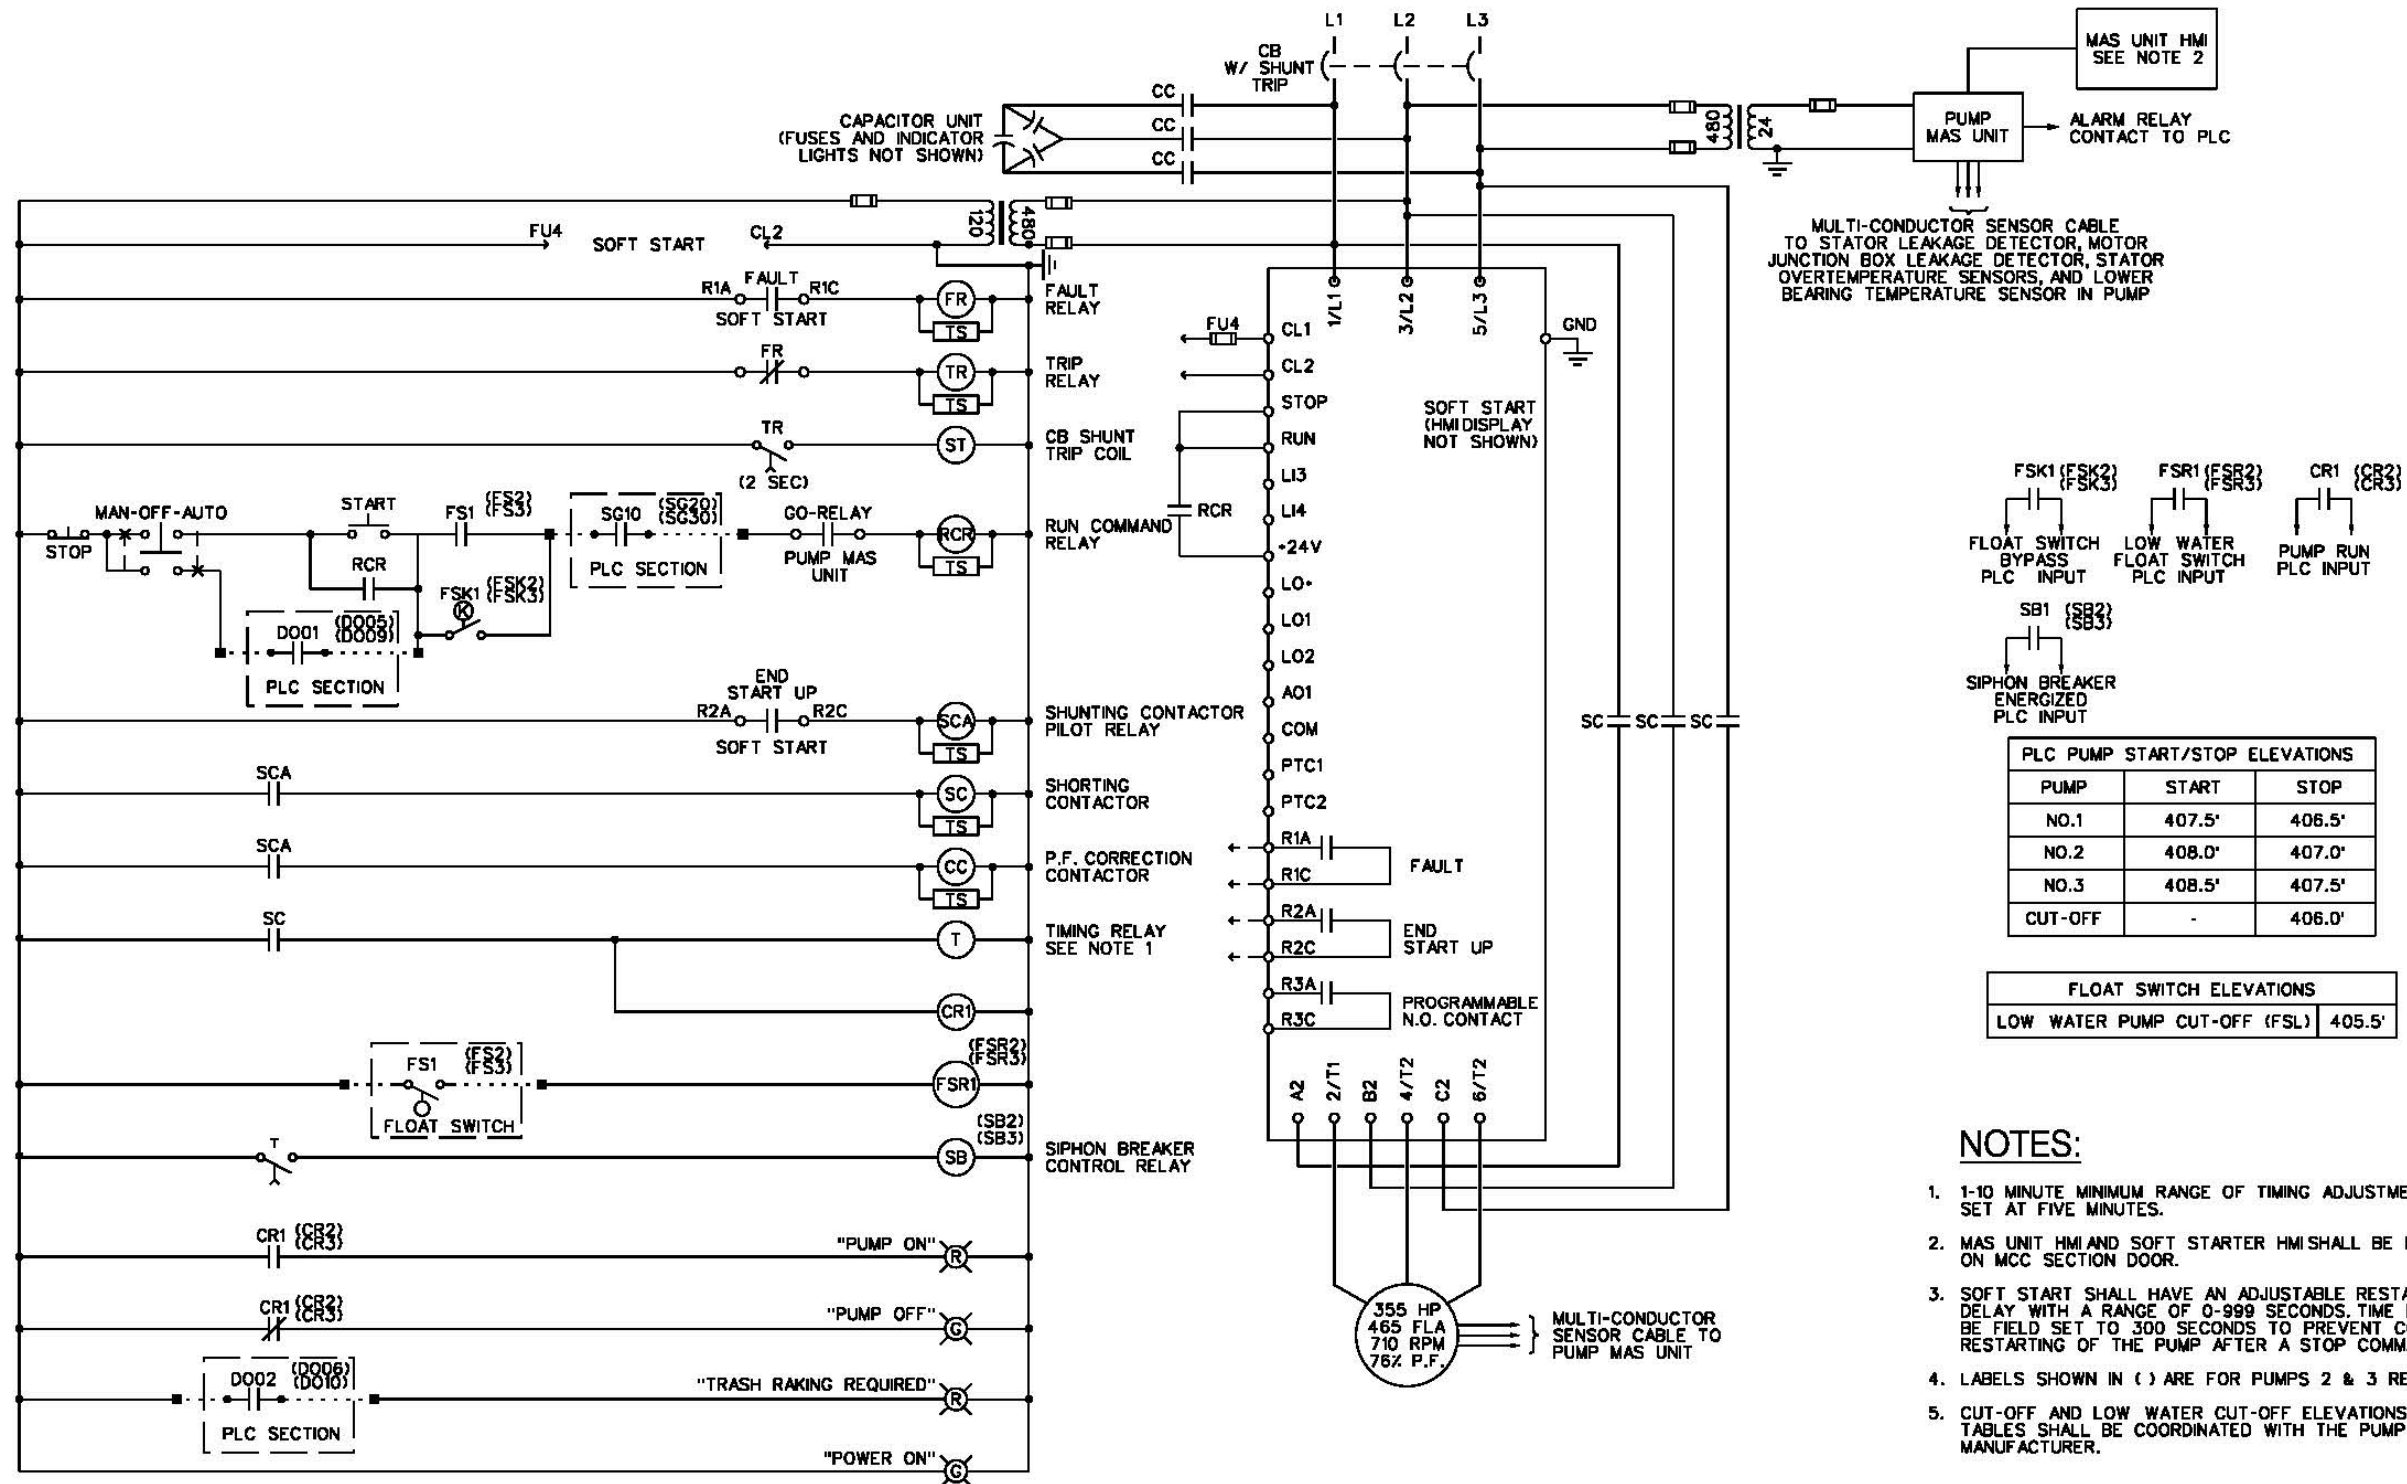 L1 L2 L3
CB
W/ SHUNT
TRIP
MAS UNIT HMI
SEE NOTE 2
CC
CC
CC
CAPACITOR UNIT
(FUSES AND INDICATOR
LIGHTS NOT SHOWN)
480
24
PUMP
MAS UNIT
ALARM RELAY
CONTACT TO PLC
MULTI-CONDUCTOR SENSOR CABLE
TO STATOR LEAKAGE DETECTOR, MOTOR
JUNCTION BOX LEAKAGE DETECTOR, STATOR
OVERTEMPERATURE SENSORS, AND LOWER
BEARING TEMPERATURE SENSOR IN PUMP
120
480
FU4 SOFT START CL2
R1A FAULT R1C
SOFT START
FR
TS
FAULT
RELAY
FR
TR
TS
TRIP
RELAY
TR
(2 SEC)
ST
CB SHUNT
TRIP COIL
STOP
MAN-OFF-AUTO
START
RCR
FS1 (FS2)
(FS3)
FSK1 (FSK2)
(FSK3)
K
SG10 (SG20)
(SG30)
PLC SECTION
GO-RELAY
PUMP MAS
UNIT
RCR
TS
RUN COMMAND
RELAY
DO01 (DO05)
(DO09)
PLC SECTION
END
START UP
R2A R2C
SOFT START
SCA
TS
SHUNTING CONTACTOR
PILOT RELAY
SCA
SC
TS
SHORTING
CONTACTOR
SCA
CC
TS
P.F. CORRECTION
CONTACTOR
SC
T
TIMING RELAY
SEE NOTE 1
CR1
FS1 (FS2)
(FS3)
FLOAT SWITCH
FSR1
(FSR2)
(FSR3)
T
SB
(SB2)
(SB3)
SIPHON BREAKER
CONTROL RELAY
CR1 (CR2)
(CR3)
"PUMP ON" R
CR1 (CR2)
(CR3)
"PUMP OFF" G
DO02 (DO06)
(DO10)
PLC SECTION
"TRASH RAKING REQUIRED" R
"POWER ON" G
1/L1 3/L2 5/L3
GND
FU4
CL1
CL2
STOP
RUN
LI3
LI4
+24V
RCR
LO+
LO1
LO2
AO1
COM
PTC1
PTC2
R1A
R1C
FAULT
R2A
R2C
END
START UP
R3A
R3C
PROGRAMMABLE
N.O. CONTACT
SOFT START
(HMI DISPLAY
NOT SHOWN)
SC SC SC
A2 2/T1 B2 4/T2 C2 6/T2
355 HP
465 FLA
710 RPM
76% P.F.
MULTI-CONDUCTOR
SENSOR CABLE TO
PUMP MAS UNIT
FSK1 (FSK2)
(FSK3)
FLOAT SWITCH
BYPASS
PLC INPUT
FSR1 (FSR2)
(FSR3)
LOW WATER
FLOAT SWITCH
PLC INPUT
CR1 (CR2)
(CR3)
PUMP RUN
PLC INPUT
SB1 (SB2)
(SB3)
SIPHON BREAKER
ENERGIZED
PLC INPUT
PLC PUMP START/STOP ELEVATIONS
PUMP START STOP
NO.1 407.5' 406.5'
NO.2 408.0' 407.0'
NO.3 408.5' 407.5'
CUT-OFF - 406.0'
FLOAT SWITCH ELEVATIONS
LOW WATER PUMP CUT-OFF (FSL) 405.5'
NOTES:
1. 1-10 MINUTE MINIMUM RANGE OF TIMING ADJUSTME
SET AT FIVE MINUTES.
2. MAS UNIT HMI AND SOFT STARTER HMI SHALL BE
ON MCC SECTION DOOR.
3. SOFT START SHALL HAVE AN ADJUSTABLE RESTA
DELAY WITH A RANGE OF 0-999 SECONDS. TIME
BE FIELD SET TO 300 SECONDS TO PREVENT C
RESTARTING OF THE PUMP AFTER A STOP COMM
4. LABELS SHOWN IN ( ) ARE FOR PUMPS 2 & 3 RE
5. CUT-OFF AND LOW WATER CUT-OFF ELEVATIONS
TABLES SHALL BE COORDINATED WITH THE PUMP
MANUFACTURER.